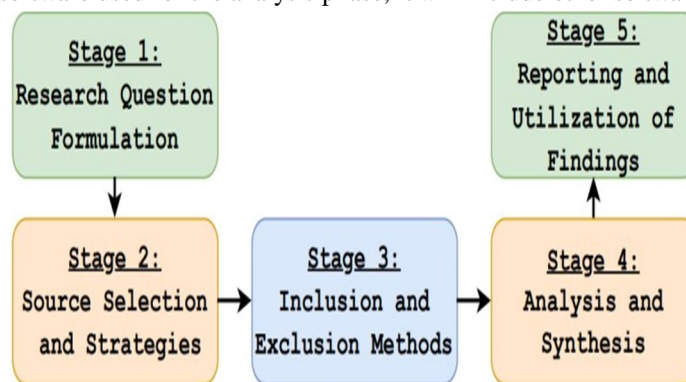 Stage 1:
Research Question
Formulation
Stage 2:
Source Selection
and Strategies
Stage 3:
Inclusion and
Exclusion Methods
Stage 4:
Analysis and
Synthesis
Stage 5:
Reporting and
Utilization of
Findings